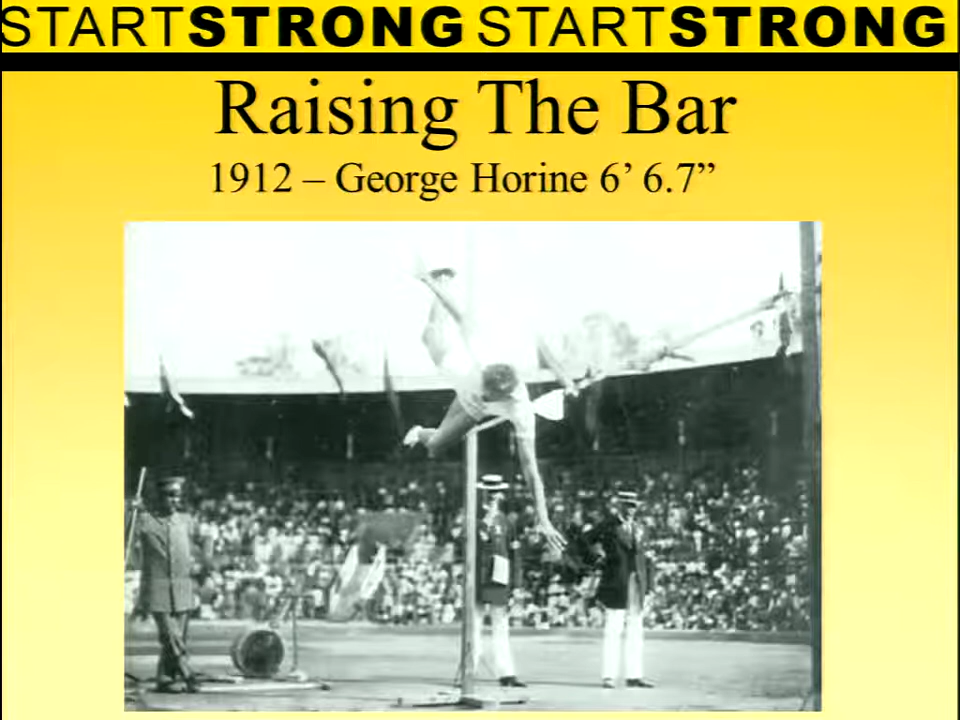 STARTSTRONG STARTSTRONG
Raising The Bar
1912 – George Horine 6’ 6.7”